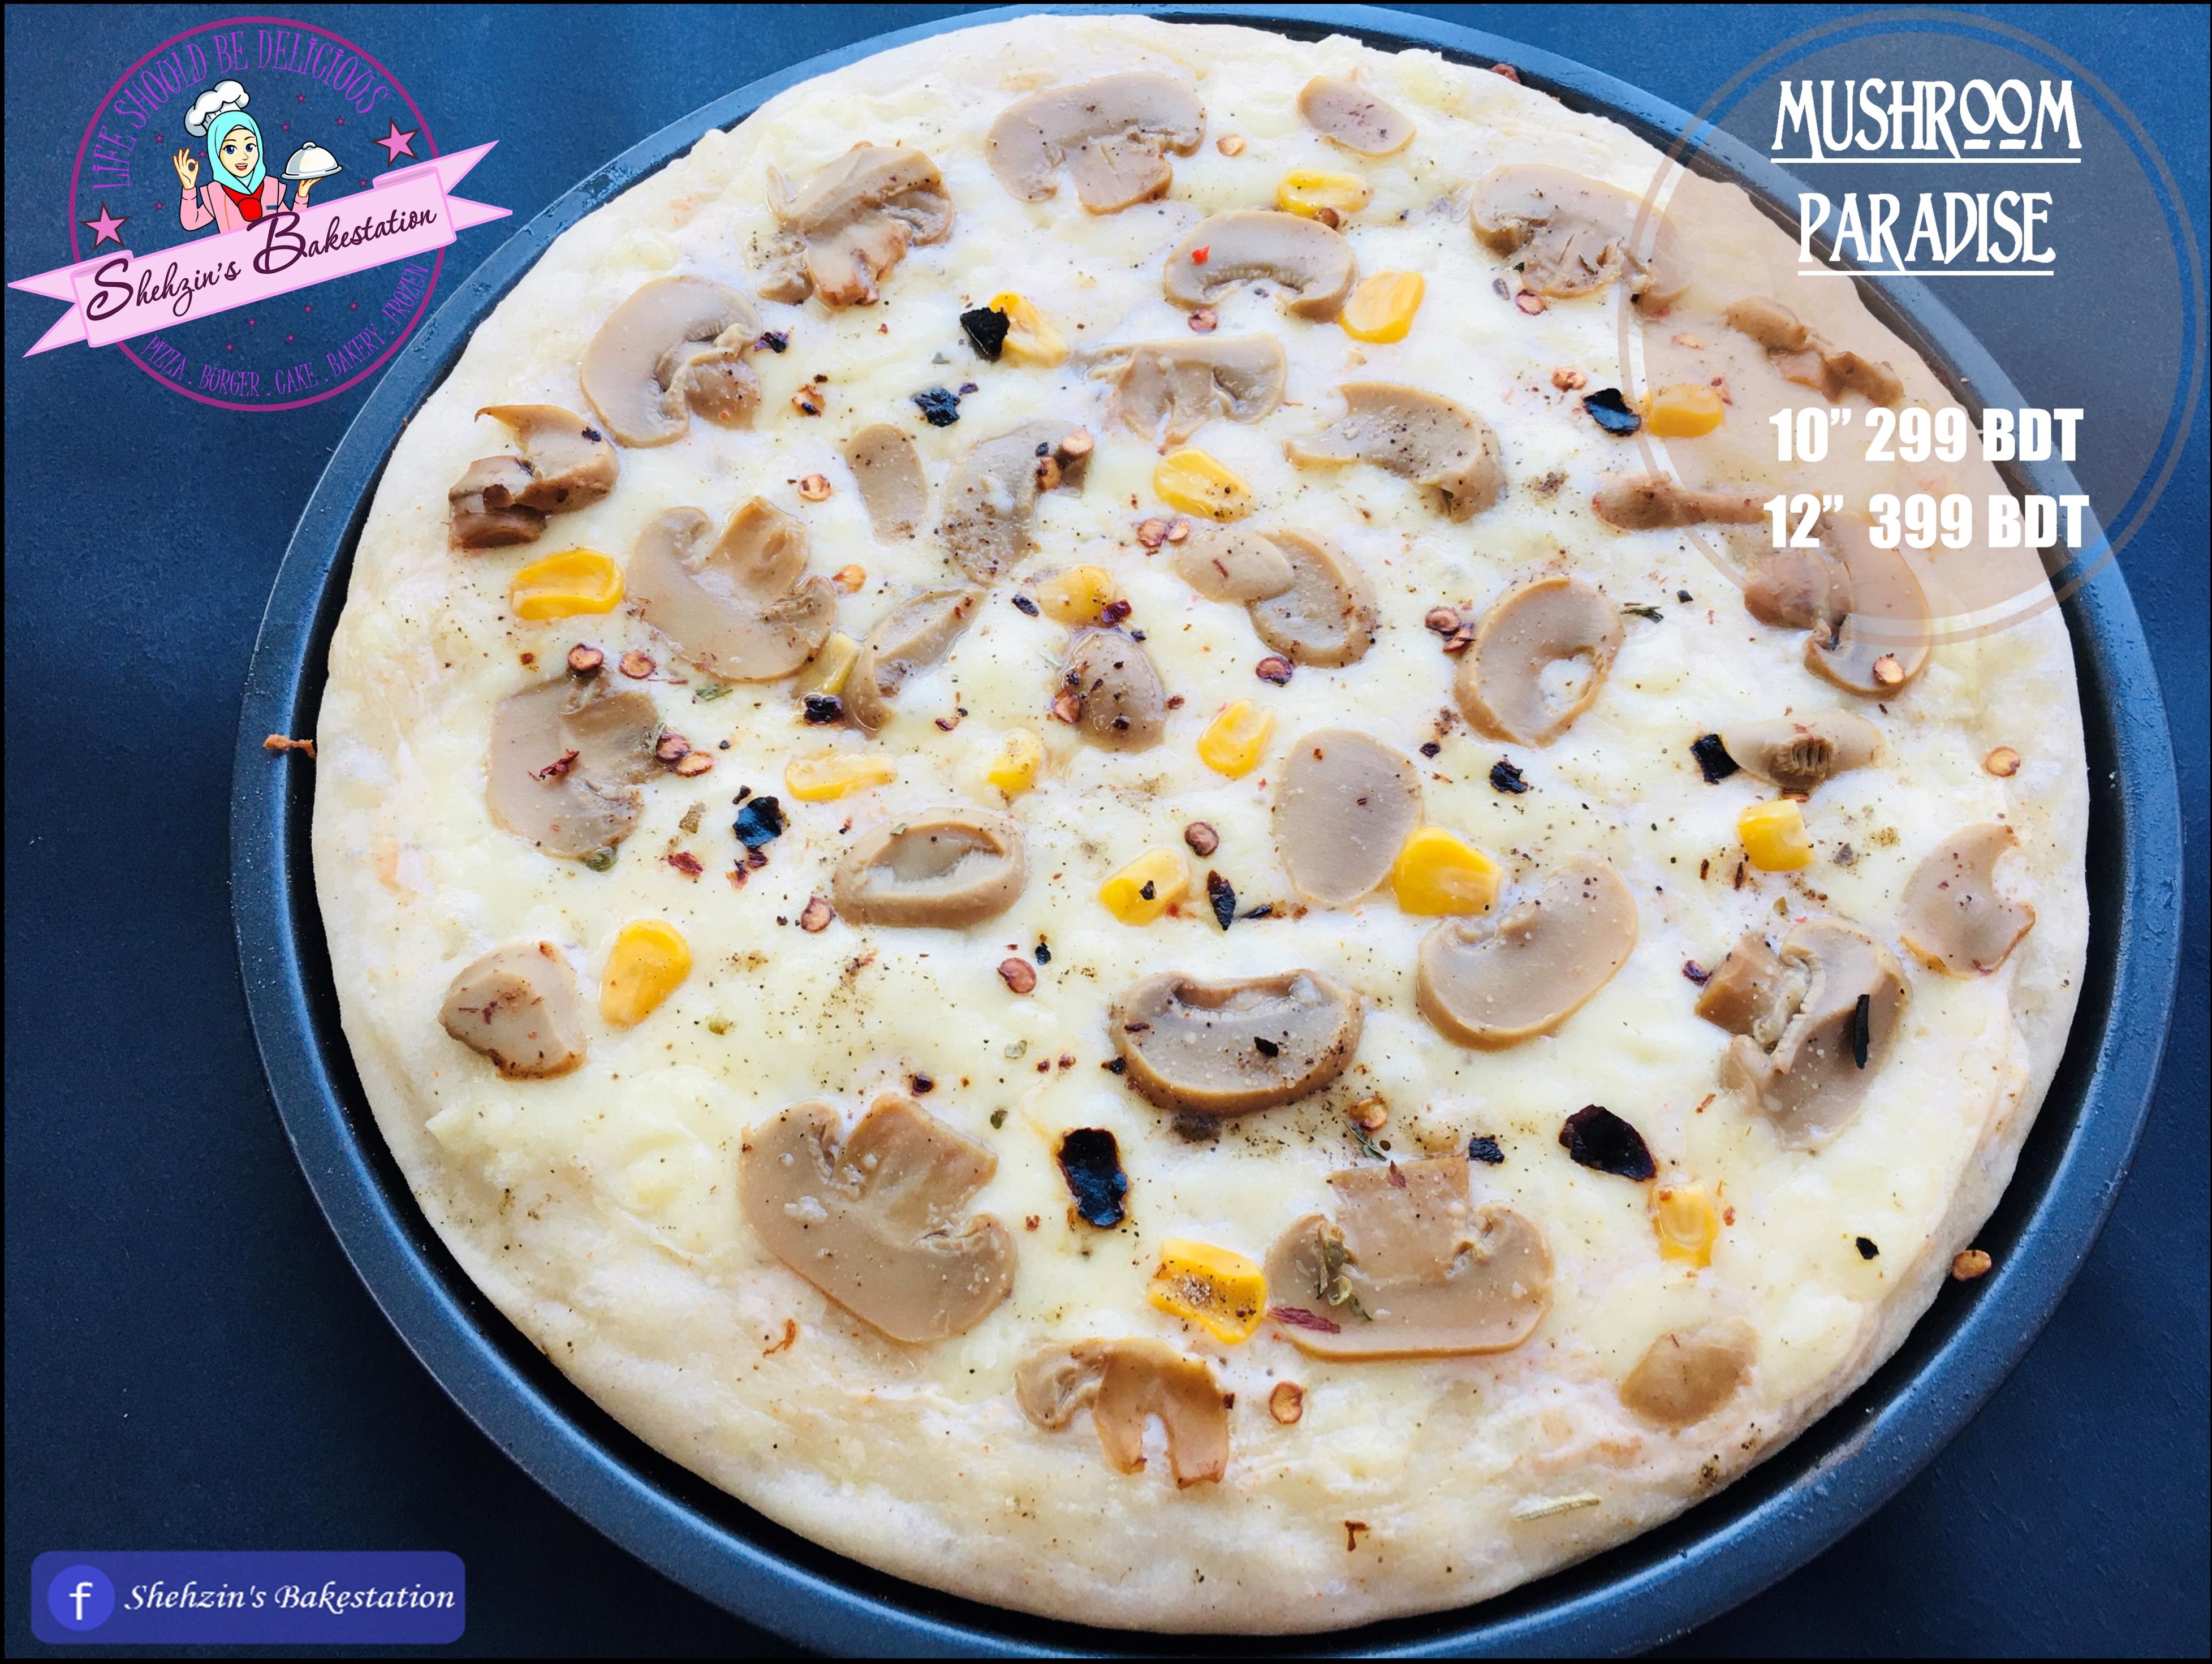 LIFE SHOULD BE DELICIOUS
Shehzin's Bakestation
PIZZA . BURGER . CAKE . BAKERY . FROZEN
MUSHROOM
PARADISE
10” 299 BDT
12” 399 BDT
f Shehzin's Bakestation